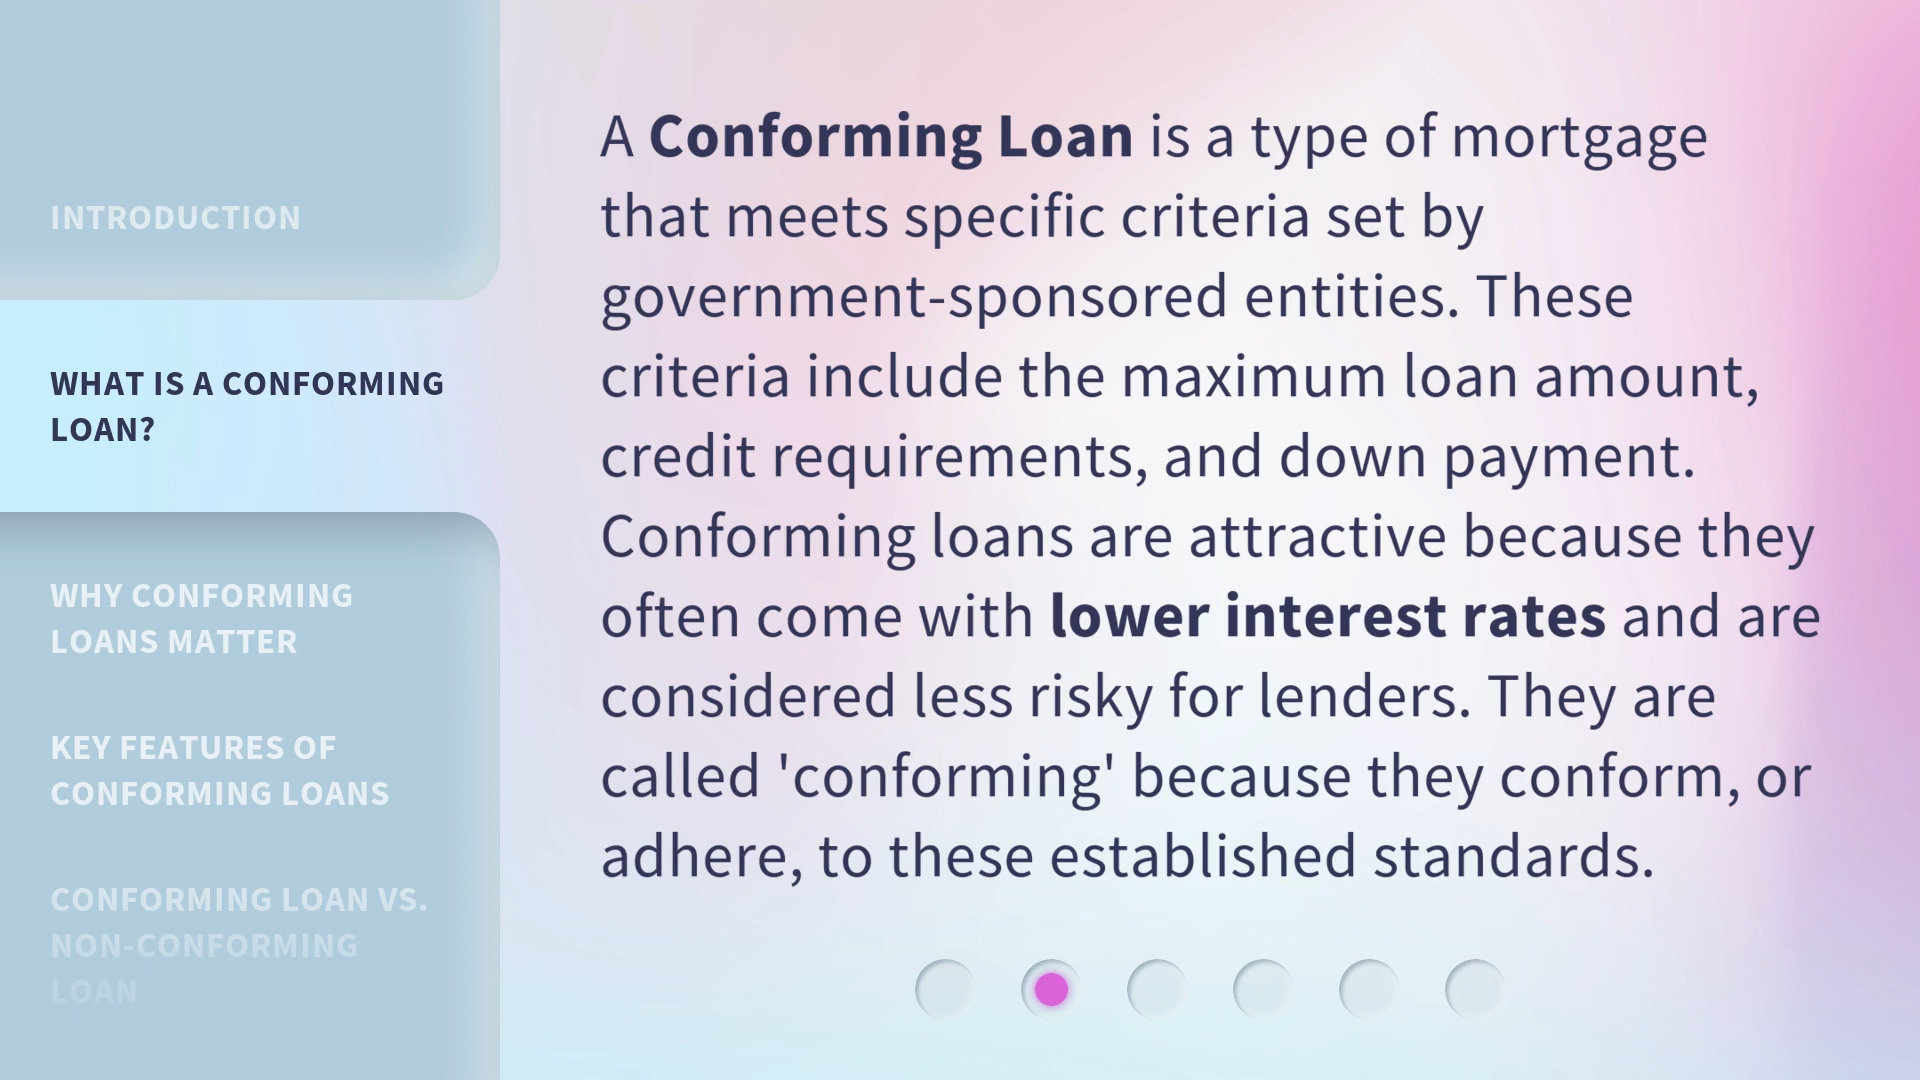 INTRODUCTION
WHAT IS A CONFORMING
LOAN?
WHY CONFORMING
LOANS MATTER
KEY FEATURES OF
CONFORMING LOANS
CONFORMING LOAN VS.
NON-CONFORMING
LOAN
A Conforming Loan is a type of mortgage
that meets specific criteria set by
government-sponsored entities. These
criteria include the maximum loan amount,
credit requirements, and down payment.
Conforming loans are attractive because they
often come with lower interest rates and are
considered less risky for lenders. They are
called 'conforming' because they conform, or
adhere, to these established standards.